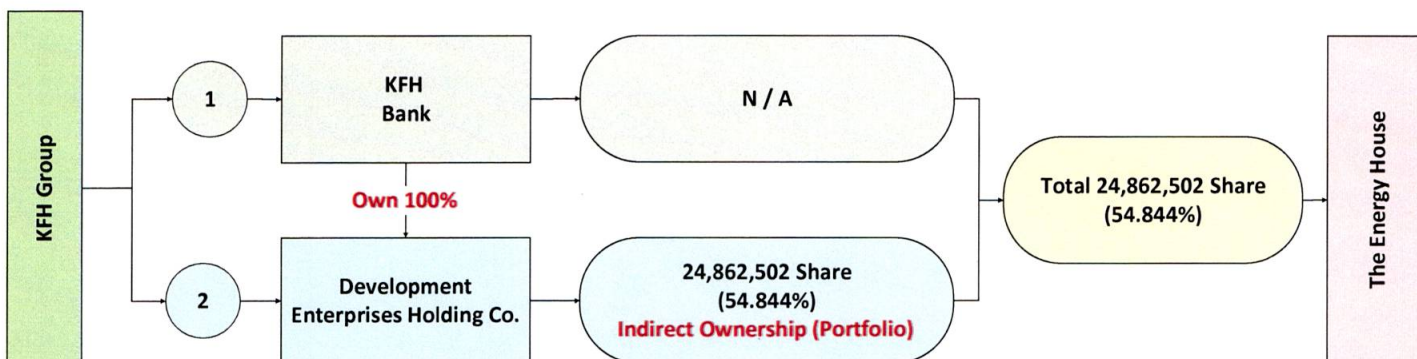 KFH Group
1
KFH
Bank
N / A
Own 100%
2
Development
Enterprises Holding Co.
24,862,502 Share
(54.844%)
Indirect Ownership (Portfolio)
Total 24,862,502 Share
(54.844%)
The Energy House